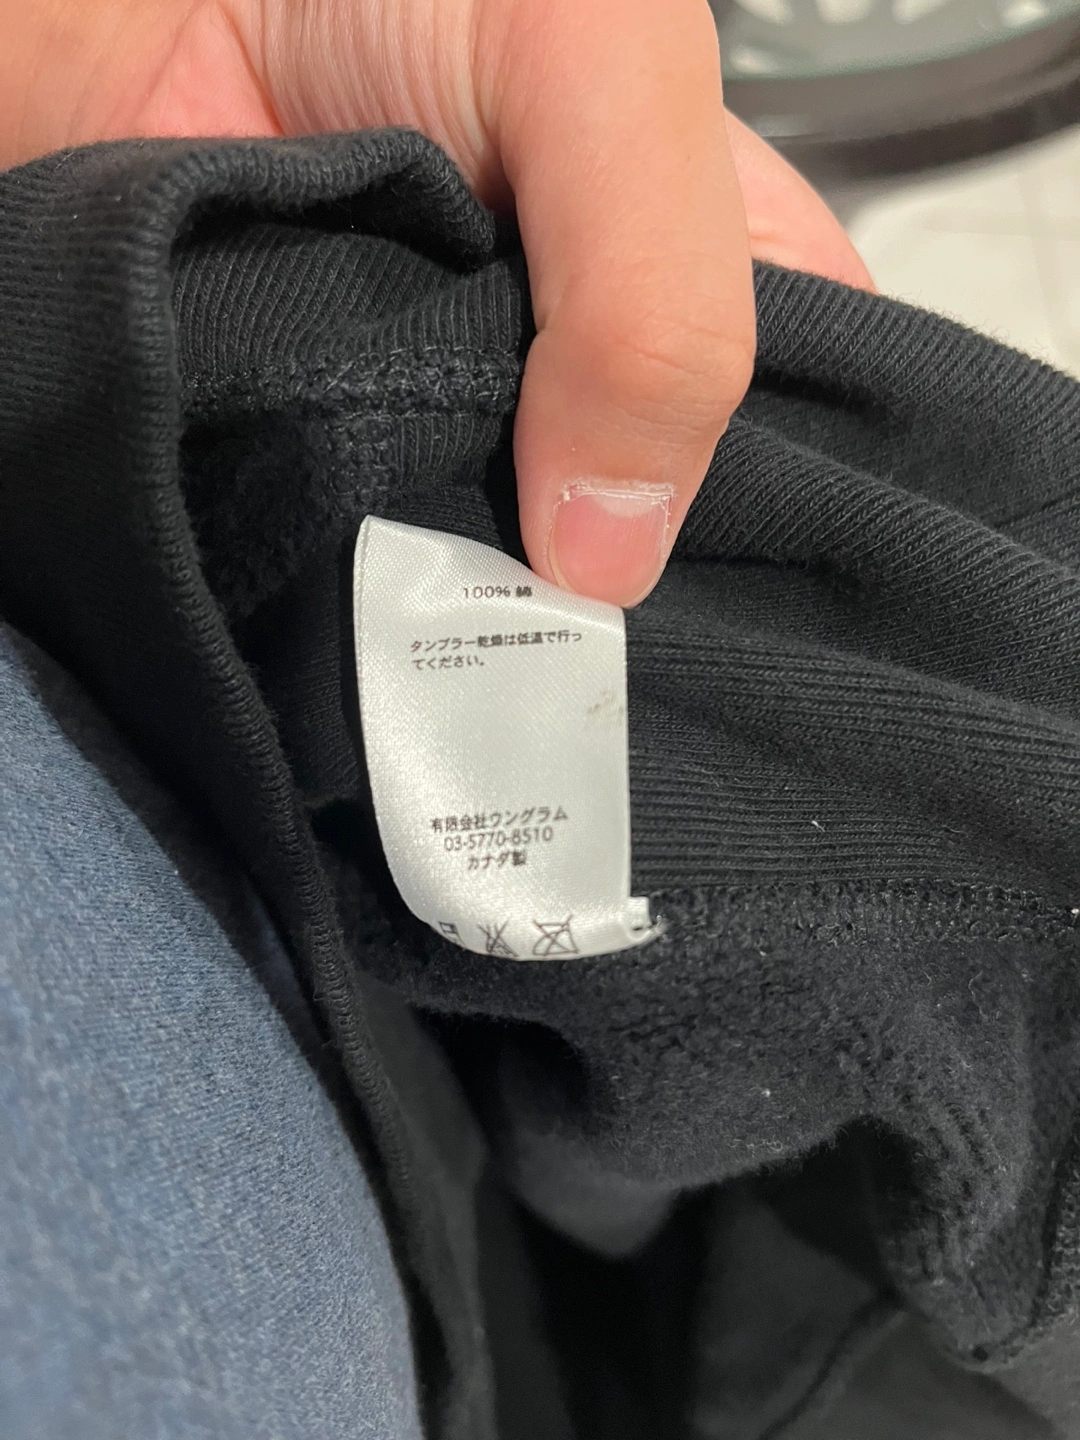 100% 綿
タンブラー乾燥は低温で行っ
てください。
有限会社ワングラム
03-5770-8510
カナダ製